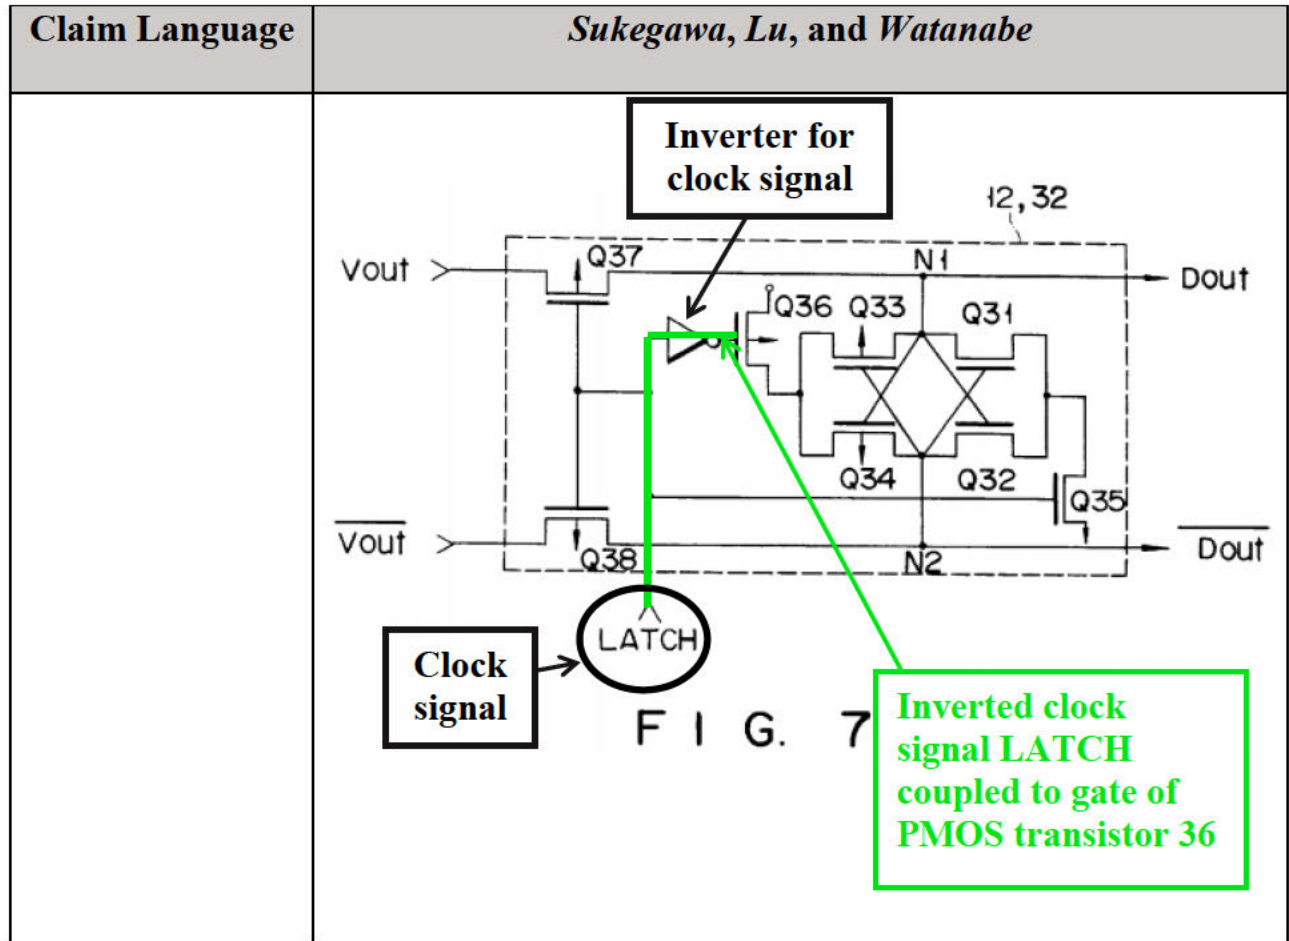 Claim Language
Sukegawa, Lu, and Watanabe
Inverter for
clock signal
12, 32
Vout
Q37
N1
Dout
Q36
Q33
Q31
Q34
Q32
Q35
V̅o̅u̅t̅
Q38
N2
D̅o̅u̅t̅
LATCH
Clock
signal
FIG. 7
Inverted clock
signal LATCH
coupled to gate of
PMOS transistor 36